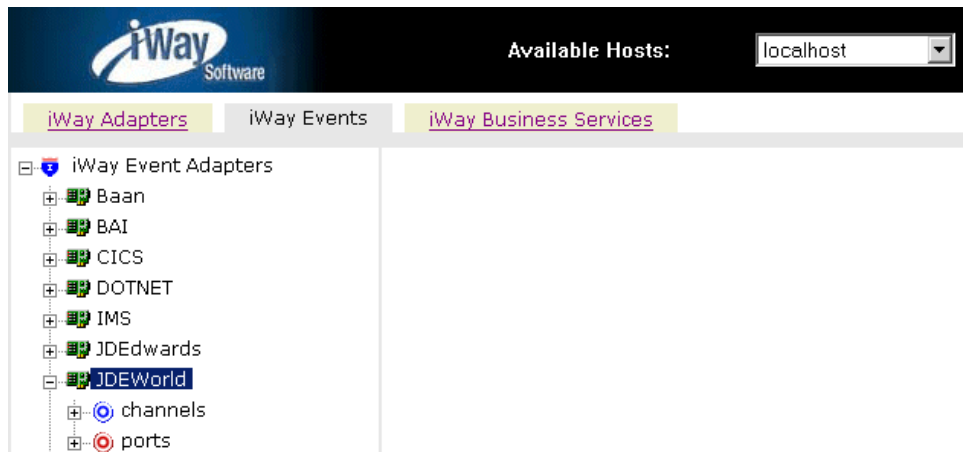 iWay
Software
Available Hosts: localhost
iWay Adapters iWay Events iWay Business Services
iWay Event Adapters
Baan
BAI
CICS
DOTNET
IMS
JDEdwards
JDEWorld
channels
ports